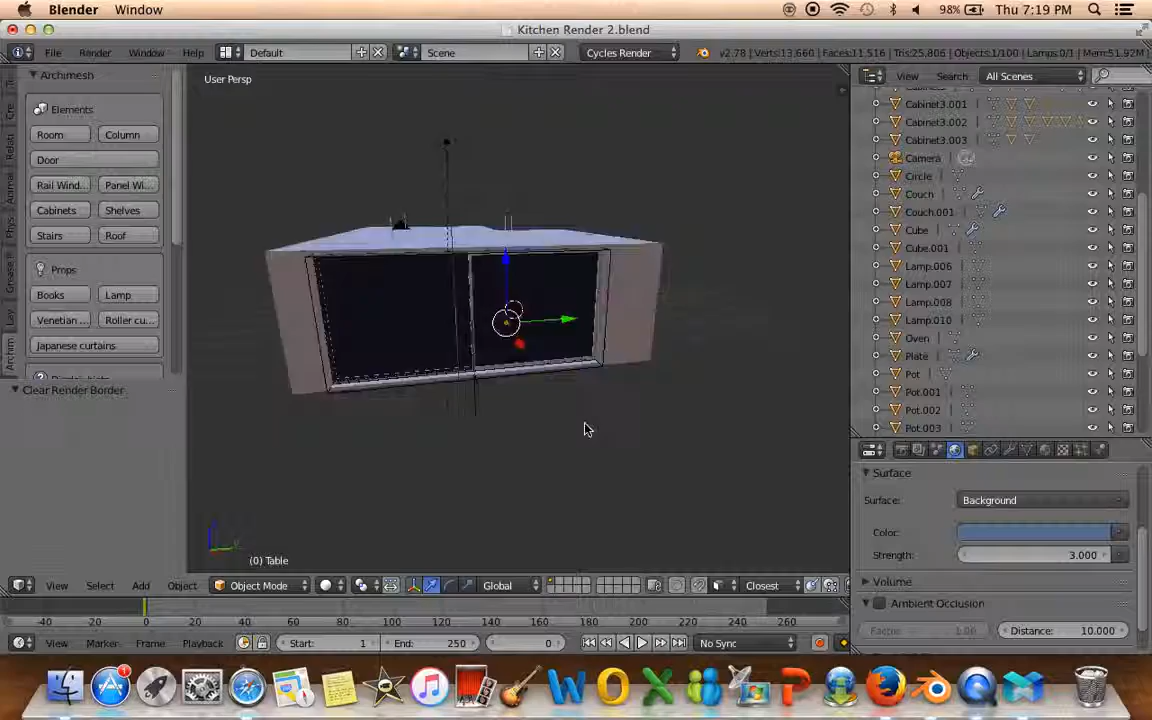 Blender Window 98% Thu 7:19 PM
Kitchen Render 2.blend
File Render Window Help Default Scene Cycles Render v2.78 | Verts:13,660 | Faces:11,516 | Tris:25,806 | Objects:1/100 | Lamps:0/1 | Mem:51.92M
Archimesh
Elements
Room Column
Door
Rail Wind... Panel Wi...
Cabinets Shelves
Stairs Roof
Props
Books Lamp
Venetian ... Roller cu...
Japanese curtains
Clear Render Border
User Persp
(0) Table
View Search All Scenes
Cabinet3.001
Cabinet3.002
Cabinet3.003
Camera
Circle
Couch
Couch.001
Cube
Cube.001
Lamp.006
Lamp.007
Lamp.008
Lamp.010
Oven
Plate
Pot
Pot.001
Pot.002
Pot.003
Surface
Surface: Background
Color:
Strength: 3.000
Volume
Ambient Occlusion
Factor: 1.00 Distance: 10.000
View Select Add Object Object Mode Global Closest
-40 -20 0 20 40 60 80 100 120 140 160 180 200 220 240 260
View Marker Frame Playback Start: 1 End: 250 0 No Sync